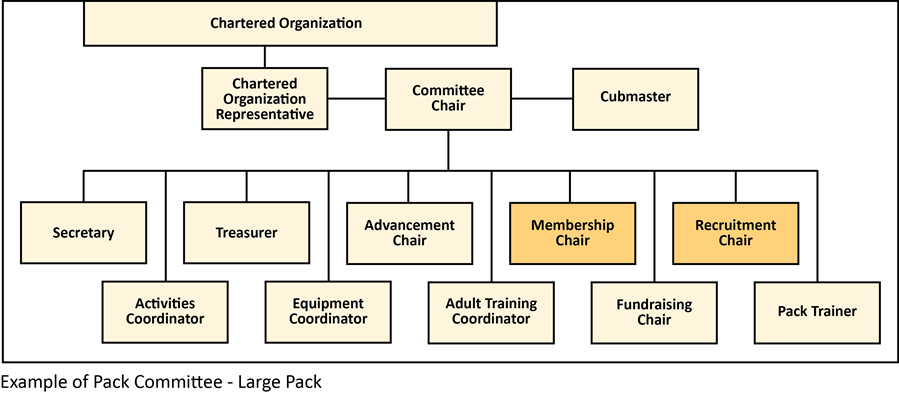 Chartered Organization
Chartered
Organization
Representative
Committee
Chair
Cubmaster
Secretary
Treasurer
Advancement
Chair
Membership
Chair
Recruitment
Chair
Activities
Coordinator
Equipment
Coordinator
Adult Training
Coordinator
Fundraising
Chair
Pack Trainer
Example of Pack Committee - Large Pack